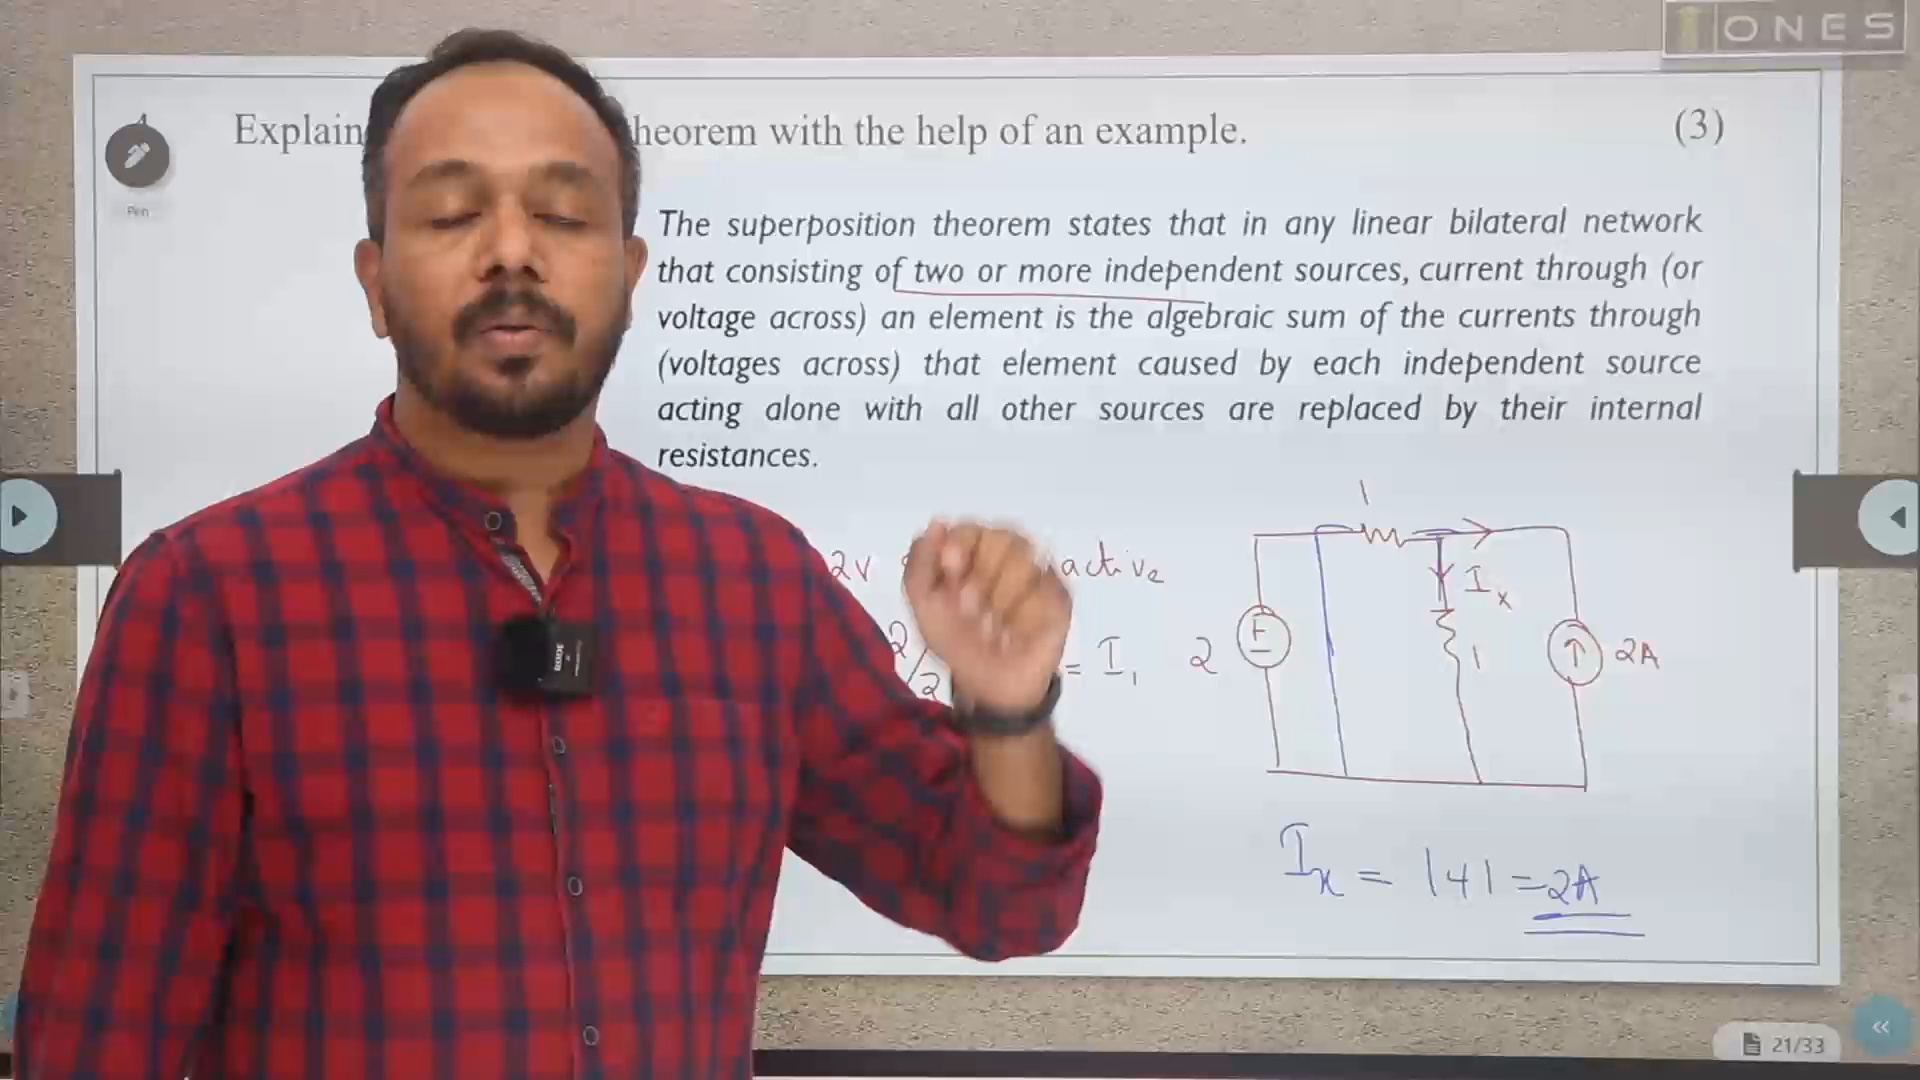 ONES
4 Explain theorem with the help of an example. (3)
Pen
The superposition theorem states that in any linear bilateral network
that consisting of two or more independent sources, current through (or
voltage across) an element is the algebraic sum of the currents through
(voltages across) that element caused by each independent source
acting alone with all other sources are replaced by their internal
resistances.
1
2V active
Ix
2/2 = I1 2
1
2A
RODE
Ix = 1+1 = 2A
21/33